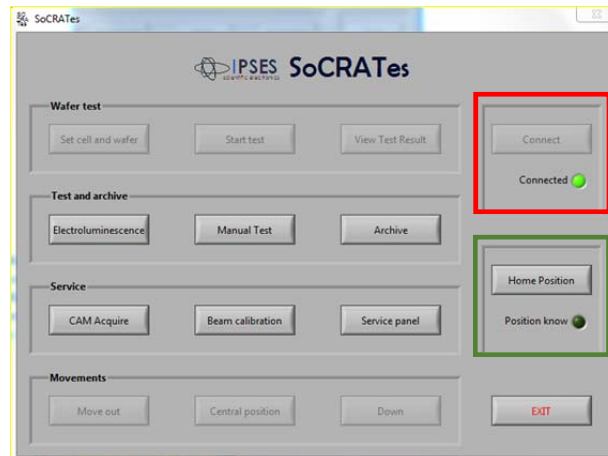 SoCRATes
IPSES SoCRATes
scientific electronics
Wafer test
Set cell and wafer Start test View Test Result
Connect
Connected
Test and archive
Electroluminescence Manual Test Archive
Home Position
Position know
Service
CAM Acquire Beam calibration Service panel
Movements
Move out Central position Down
EXIT